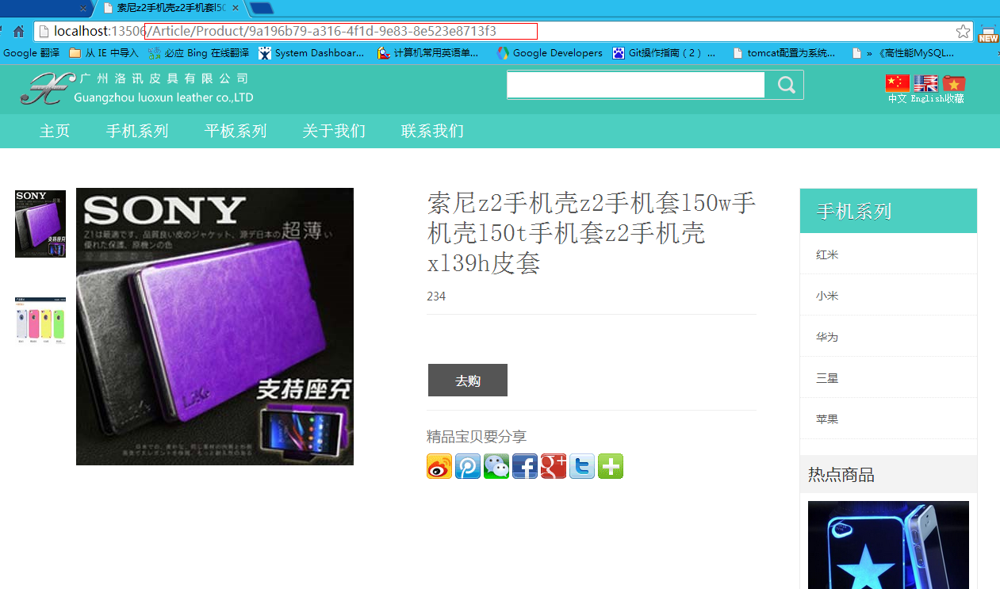 索尼z2手机壳z2手机套l50
localhost:13506/Article/Product/9a196b79-a316-4f1d-9e83-8e523e8713f3
NEW
Google 翻译 从 IE 中导入 必应 Bing 在线翻译 System Dashboar... 计算机常用英语单... Google Developers Git操作指南（2） ... tomcat配置为系统... » 《高性能MySQL...
广州洛讯皮具有限公司
Guangzhou luoxun leather co.,LTD
中文 English收藏
主页 手机系列 平板系列 关于我们 联系我们
SONY
超薄
Z1は最適です、品質良い皮のジャケット、源デ日本の
優れた保護、原機ンの色
支持座充
SONY
支持座充
索尼z2手机壳z2手机套l50w手
机壳l50t手机套z2手机壳
xl39h皮套
234
去购
精品宝贝要分享
手机系列
红米
小米
华为
三星
苹果
热点商品